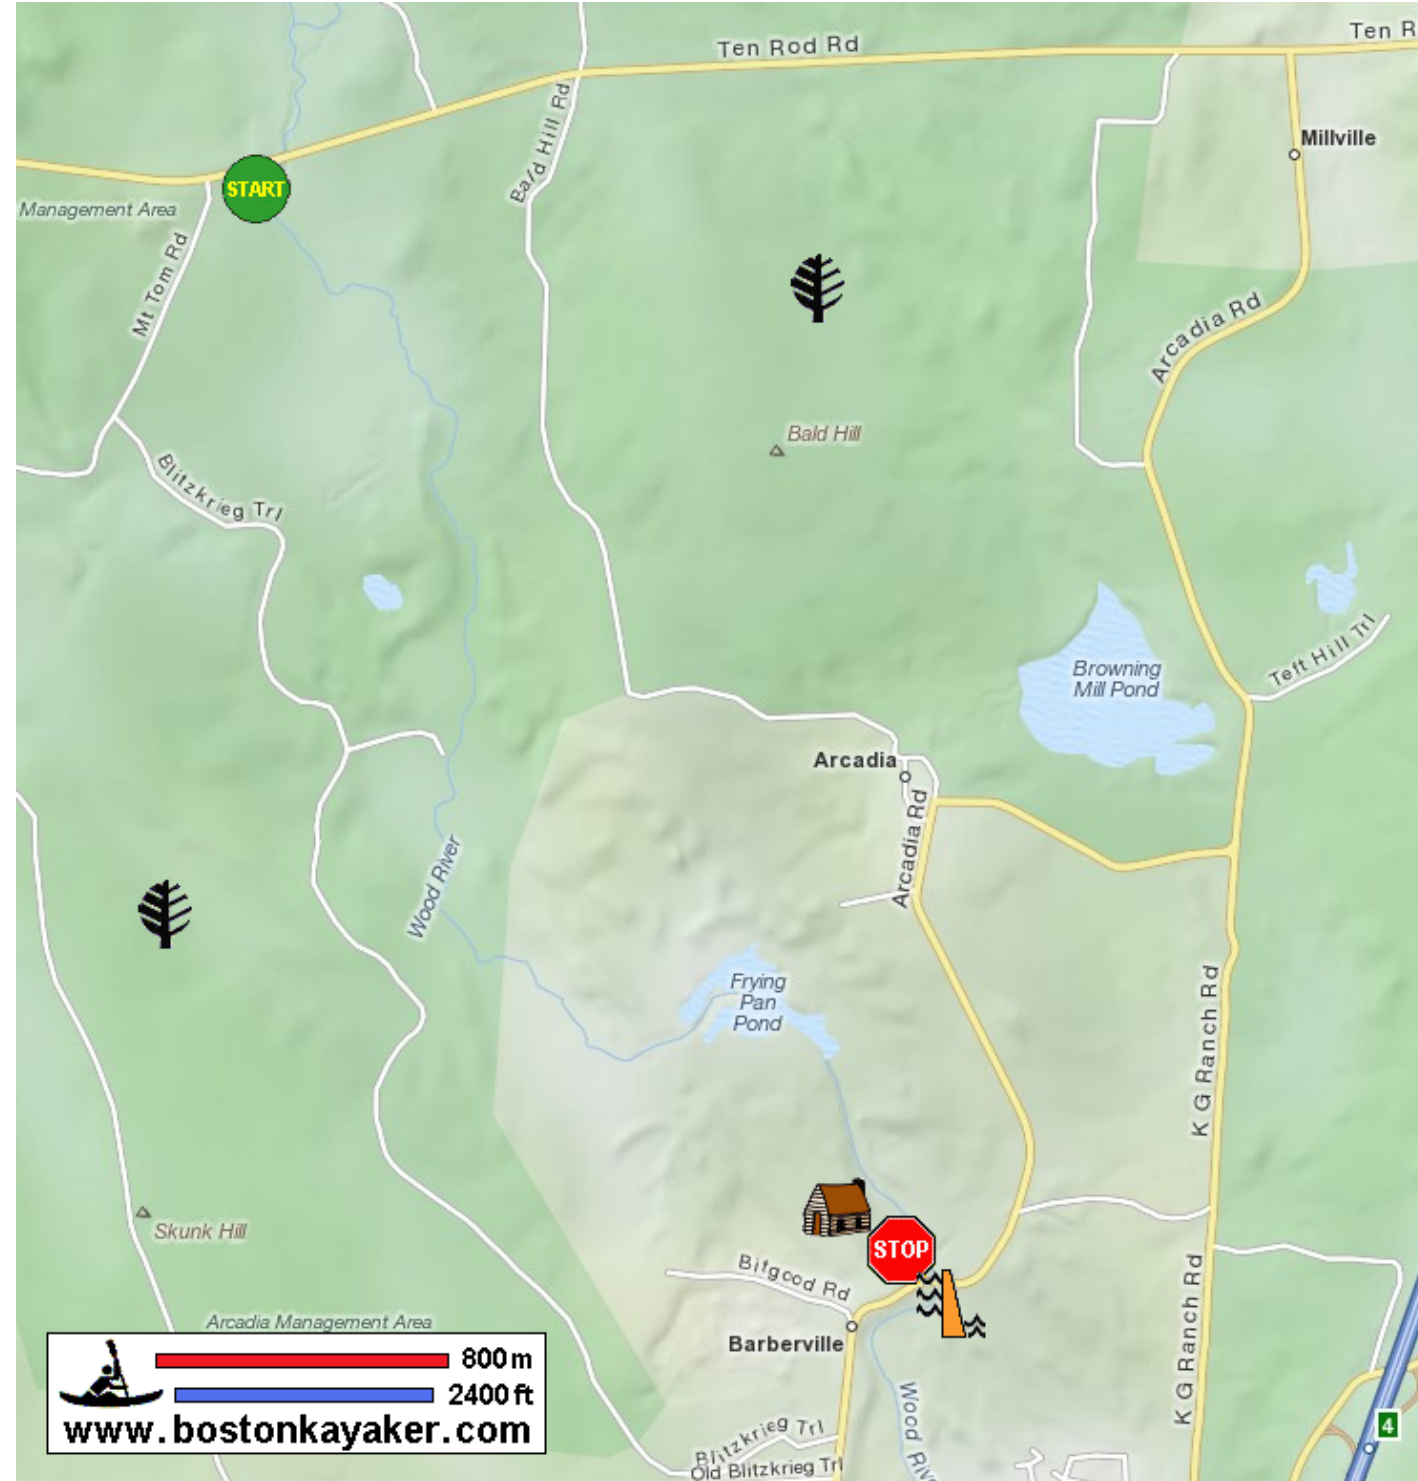 Ten Rod Rd
Ten R
Millville
Bald Hill Rd
START
Management Area
Mt Tom Rd
Arcadia Rd
Bald Hill
Blitzkrieg Trl
Teft Hill Trl
Browning
Mill Pond
Arcadia
Arcadia Rd
Wood River
Frying
Pan
Pond
K G Ranch Rd
Skunk Hill
STOP
Bitgood Rd
K G Ranch Rd
Arcadia Management Area
Barberville
800 m
2400 ft
www.bostonkayaker.com
Wood Riv
4
Blitzkrieg Trl
Old Blitzkrieg Trl